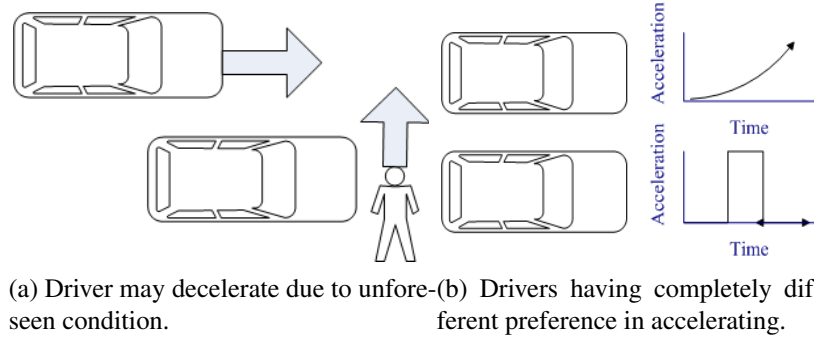 Acceleration
Time
Acceleration
Time
(a) Driver may decelerate due to unfore-
seen condition.
(b) Drivers having completely dif
ferent preference in accelerating.